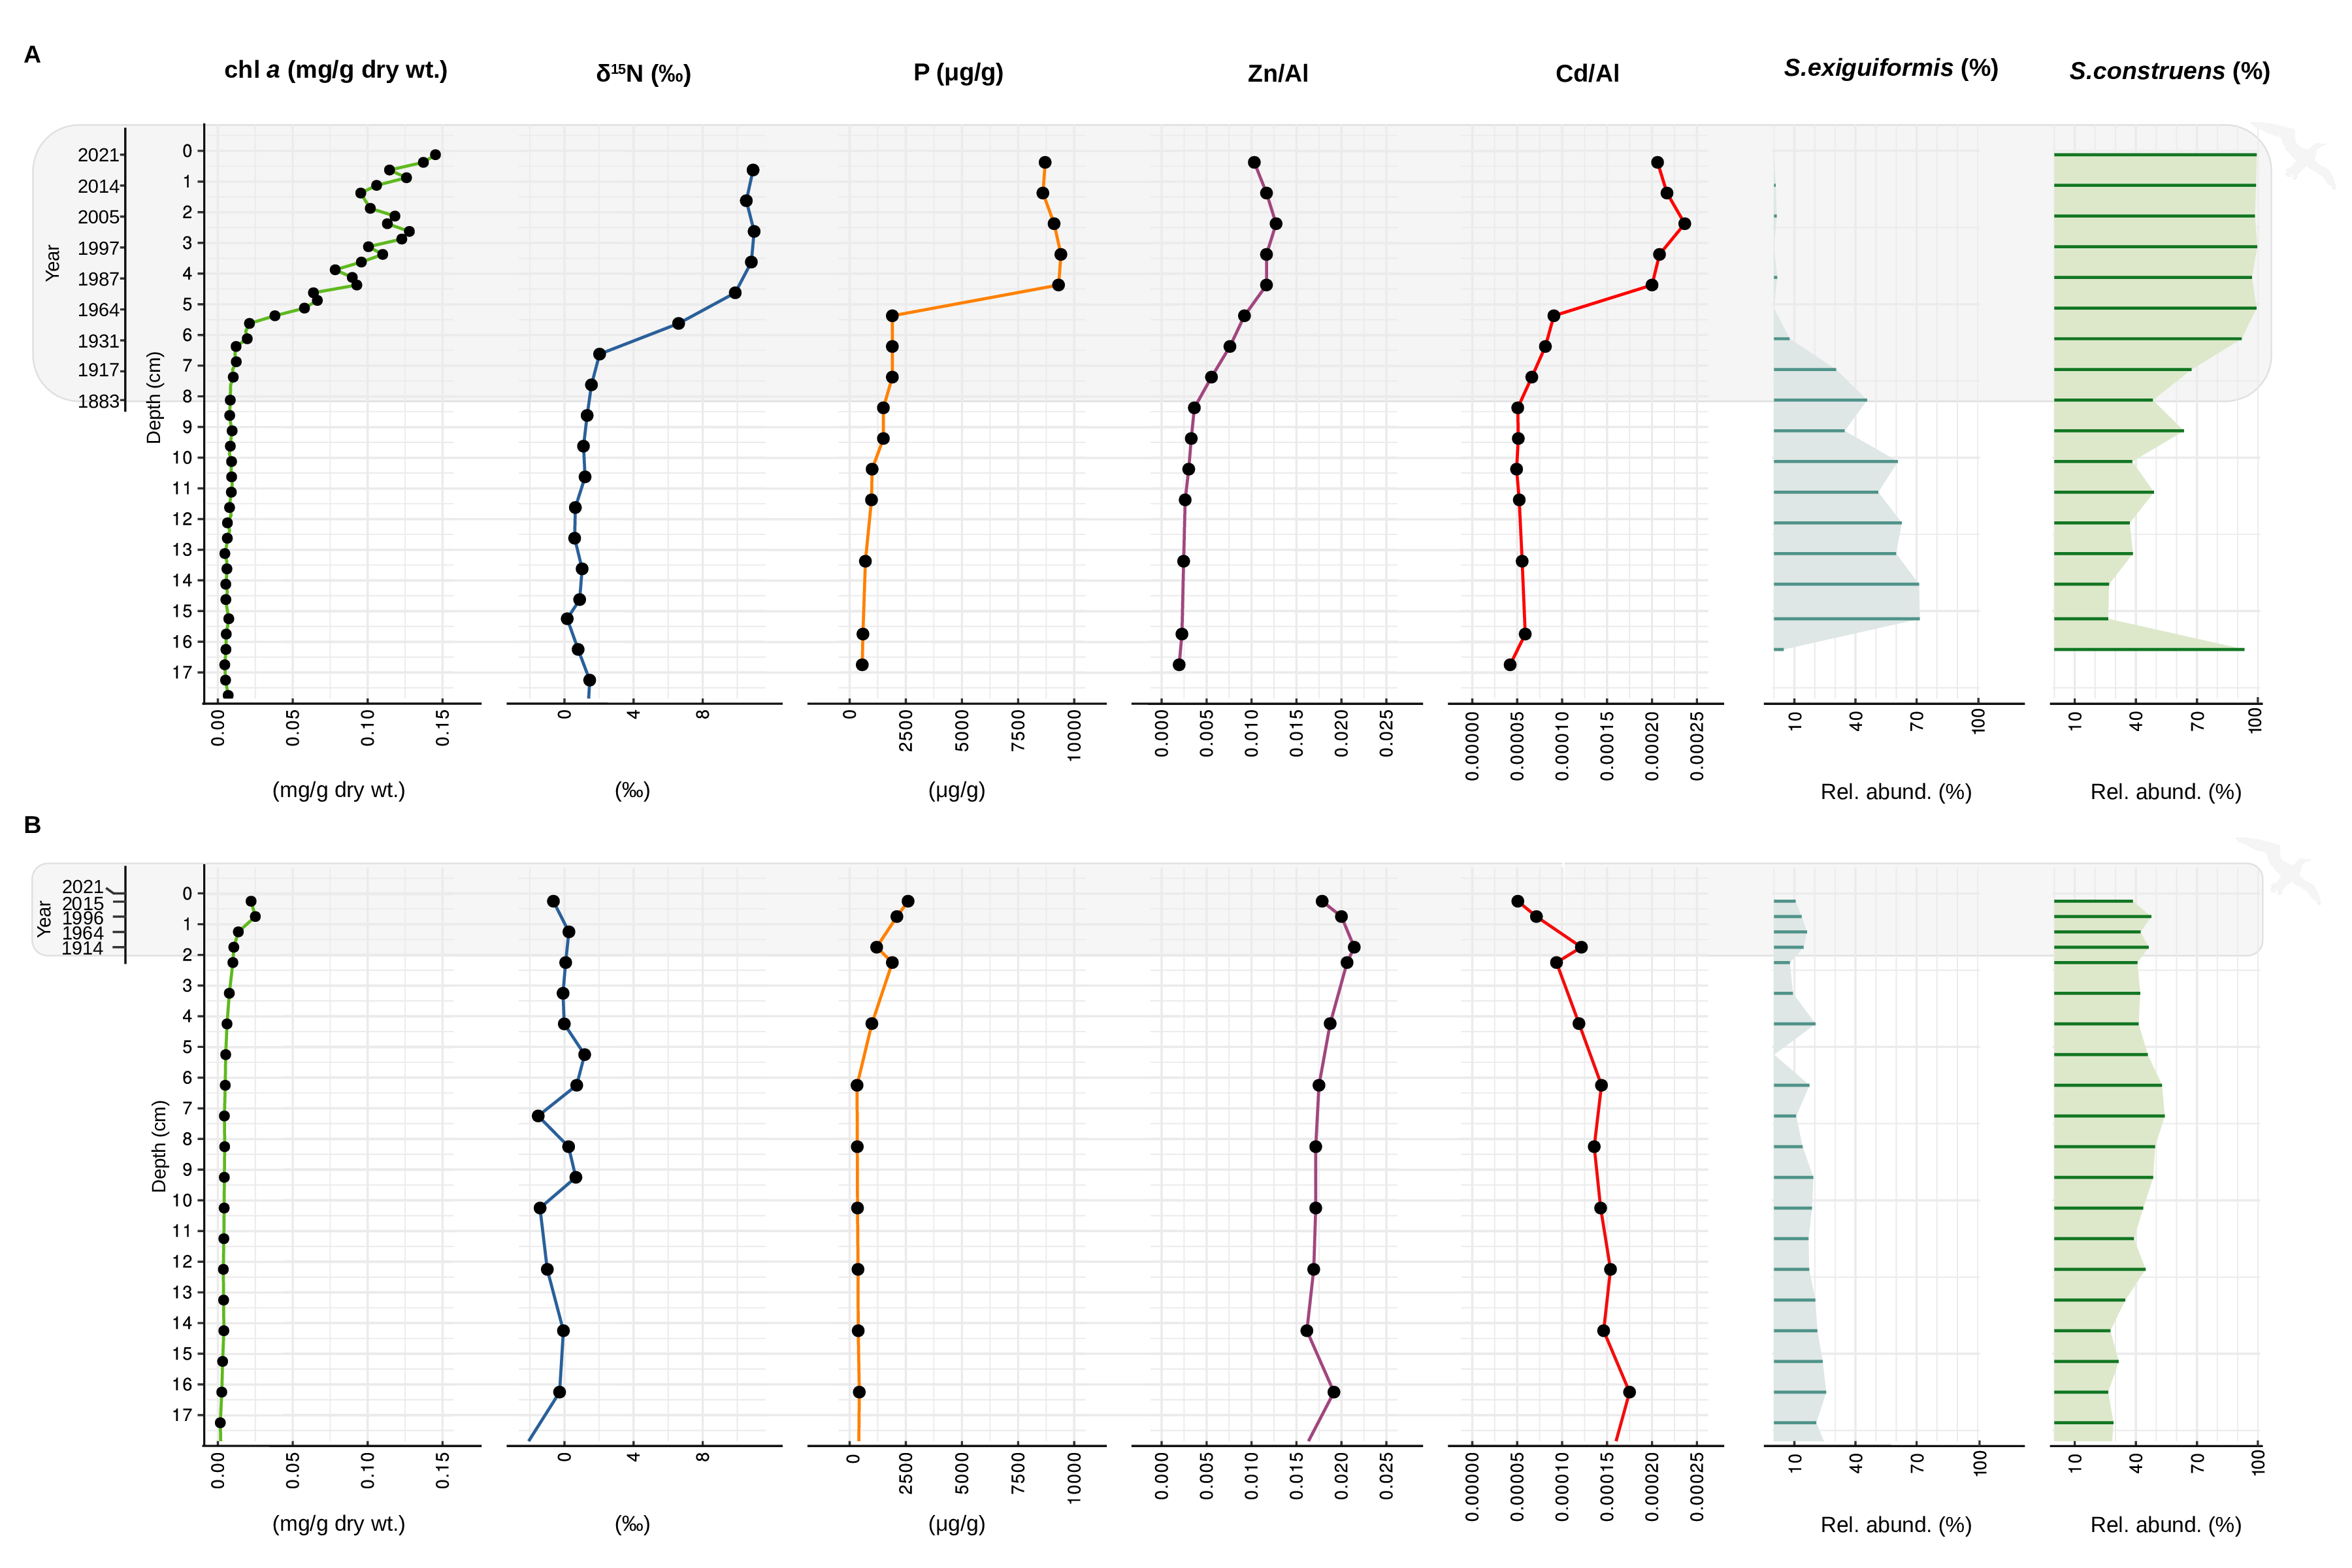 A
chl a (mg/g dry wt.)
δ¹⁵N (‰)
P (µg/g)
Zn/Al
Cd/Al
S.exiguiformis (%)
S.construens (%)
Year
2021
2014
2005
1997
1987
1964
1931
1917
1883
Depth (cm)
0
1
2
3
4
5
6
7
8
9
10
11
12
13
14
15
16
17
0.00 0.05 0.10 0.15
0 4 8
0 2500 5000 7500 10000
0.000 0.005 0.010 0.015 0.020 0.025
0.00000 0.00005 0.00010 0.00015 0.00020 0.00025
10 40 70 100
10 40 70 100
(mg/g dry wt.)
(‰)
(µg/g)
Rel. abund. (%)
Rel. abund. (%)
B
Year
2021
2015
1996
1964
1914
Depth (cm)
0
1
2
3
4
5
6
7
8
9
10
11
12
13
14
15
16
17
0.00 0.05 0.10 0.15
0 4 8
0 2500 5000 7500 10000
0.000 0.005 0.010 0.015 0.020 0.025
0.00000 0.00005 0.00010 0.00015 0.00020 0.00025
10 40 70 100
10 40 70 100
(mg/g dry wt.)
(‰)
(µg/g)
Rel. abund. (%)
Rel. abund. (%)